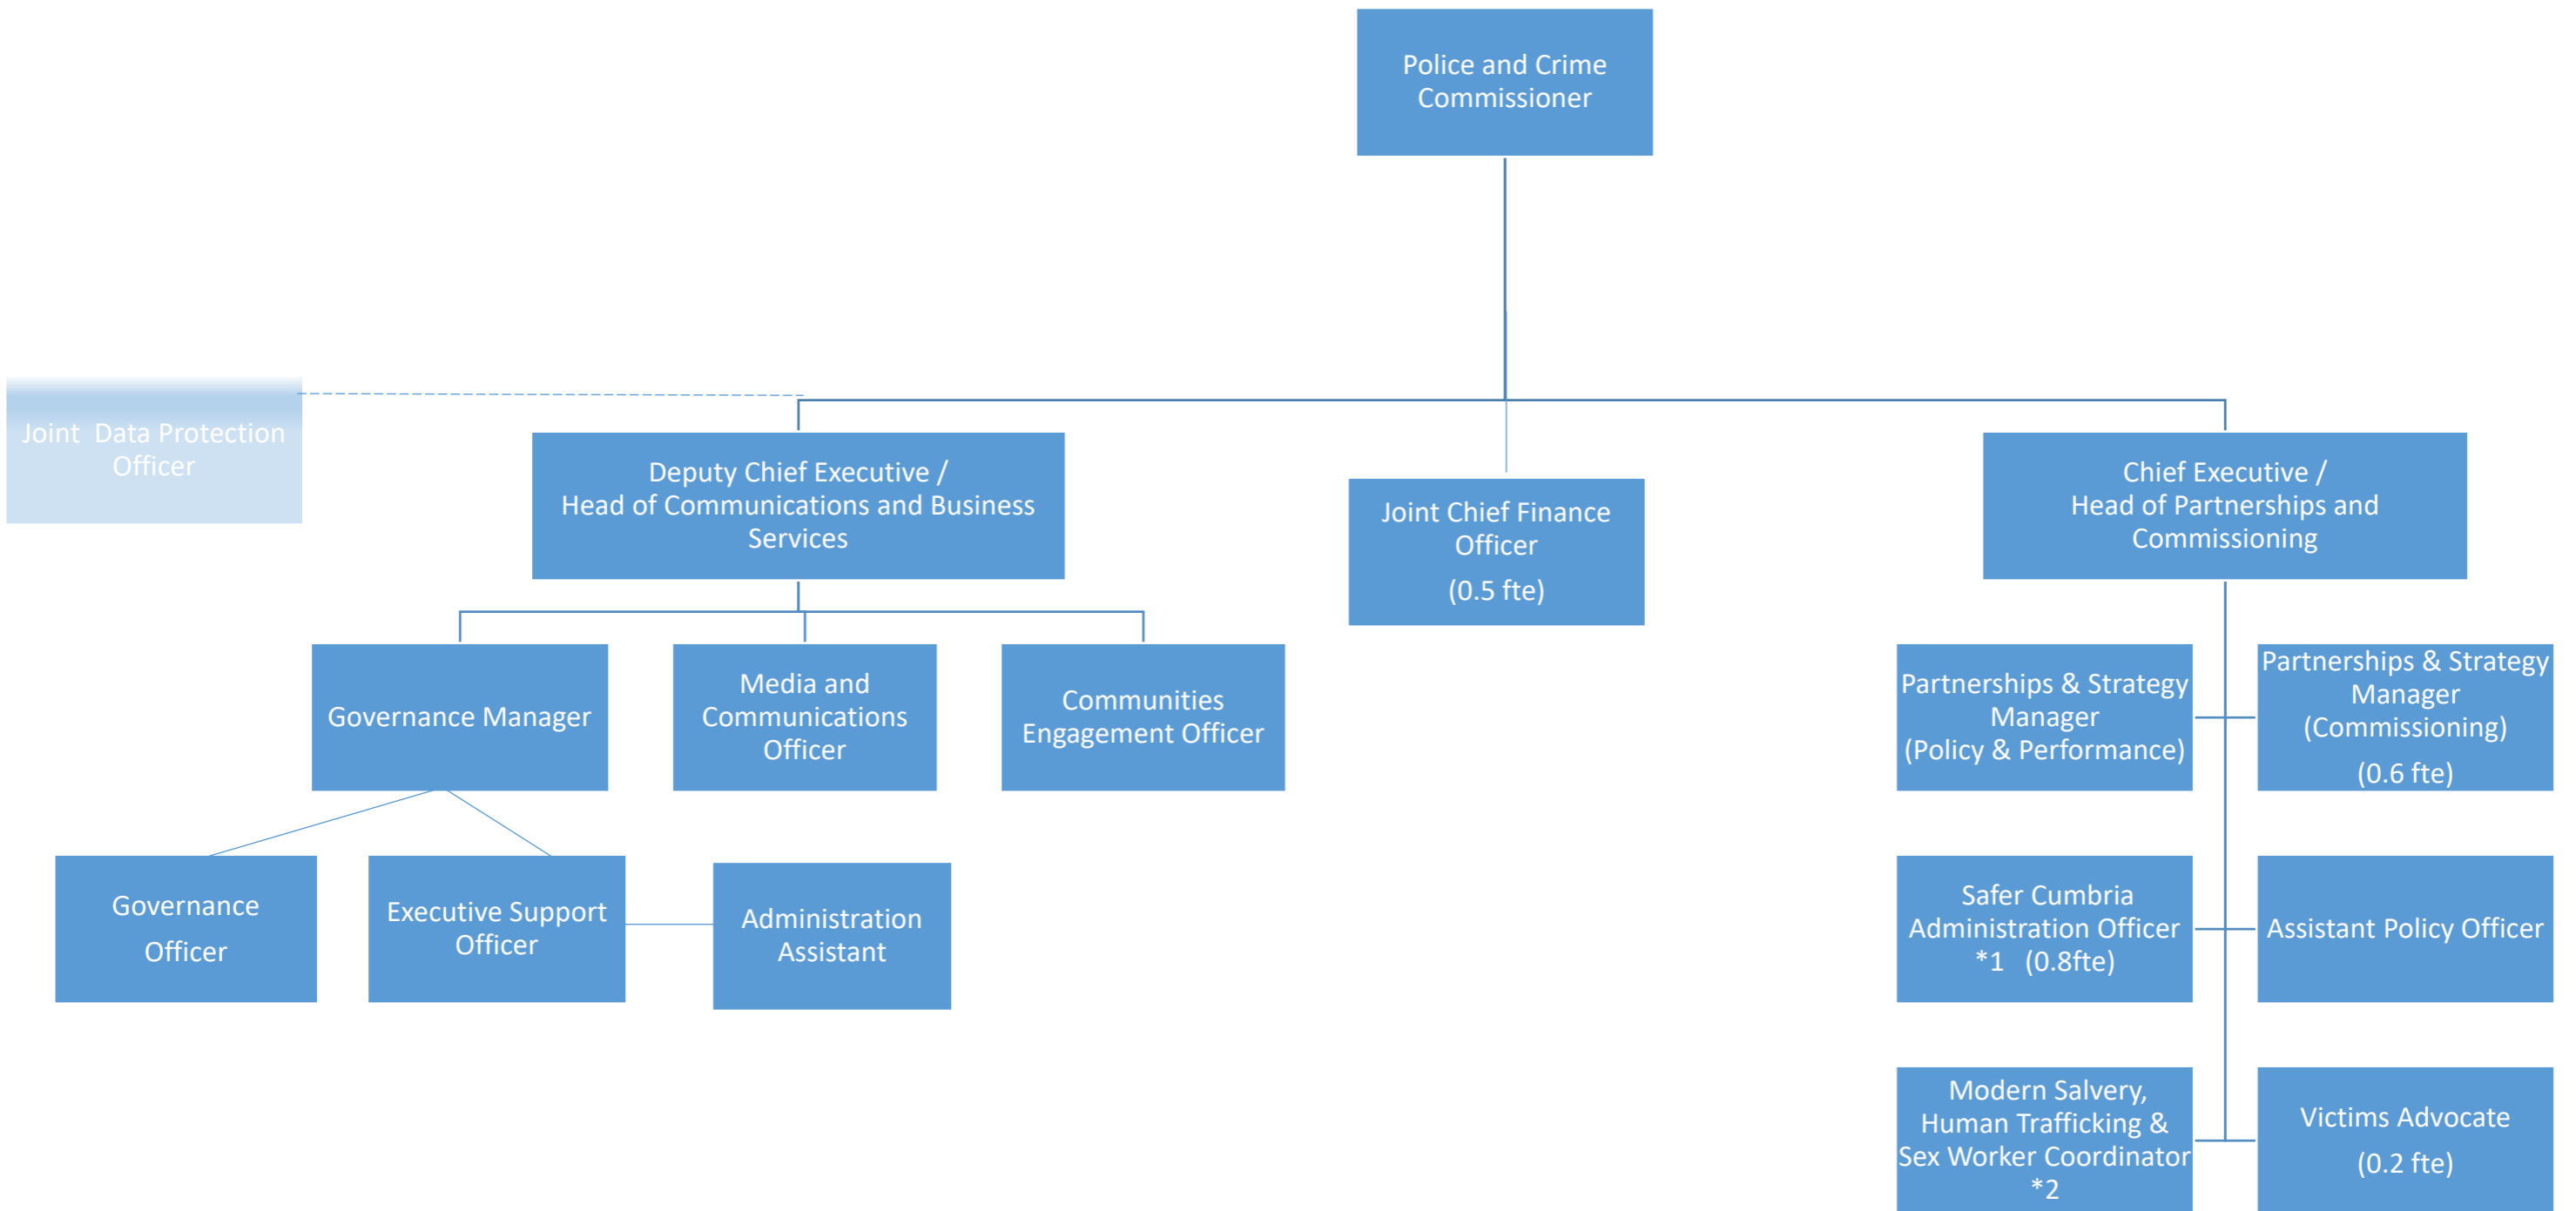 Police and Crime
Commissioner
Joint Data Protection
Officer
Deputy Chief Executive /
Head of Communications and Business
Services
Joint Chief Finance
Officer
(0.5 fte)
Chief Executive /
Head of Partnerships and
Commissioning
Governance Manager
Media and
Communications
Officer
Communities
Engagement Officer
Partnerships & Strategy
Manager
(Policy & Performance)
Partnerships & Strategy
Manager
(Commissioning)
(0.6 fte)
Governance
Officer
Executive Support
Officer
Administration
Assistant
Safer Cumbria
Administration Officer
*1 (0.8fte)
Assistant Policy Officer
Modern Salvery,
Human Trafficking &
Sex Worker Coordinator
*2
Victims Advocate
(0.2 fte)